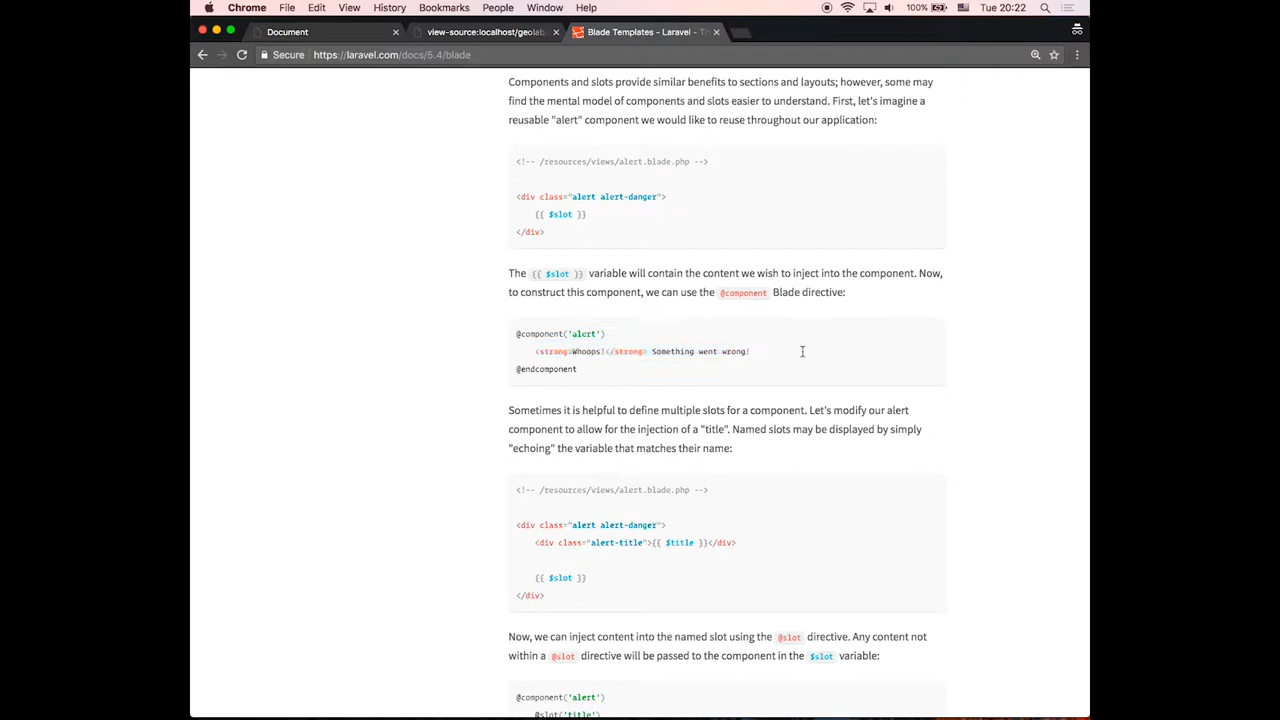 Chrome File Edit View History Bookmarks People Window Help 100% Tue 20:22
Document view-source:localhost/geolab Blade Templates - Laravel - Th
Secure https://laravel.com/docs/5.4/blade
Components and slots provide similar benefits to sections and layouts; however, some may
find the mental model of components and slots easier to understand. First, let's imagine a
reusable "alert" component we would like to reuse throughout our application:
<!-- /resources/views/alert.blade.php -->
<div class="alert alert-danger">
{{ $slot }}
</div>
The {{ $slot }} variable will contain the content we wish to inject into the component. Now,
to construct this component, we can use the @component Blade directive:
@component('alert')
<strong>Whoops!</strong> Something went wrong!
@endcomponent
Sometimes it is helpful to define multiple slots for a component. Let's modify our alert
component to allow for the injection of a "title". Named slots may be displayed by simply
"echoing" the variable that matches their name:
<!-- /resources/views/alert.blade.php -->
<div class="alert alert-danger">
<div class="alert-title">{{ $title }}</div>
{{ $slot }}
</div>
Now, we can inject content into the named slot using the @slot directive. Any content not
within a @slot directive will be passed to the component in the $slot variable:
@component('alert')
@slot('title')